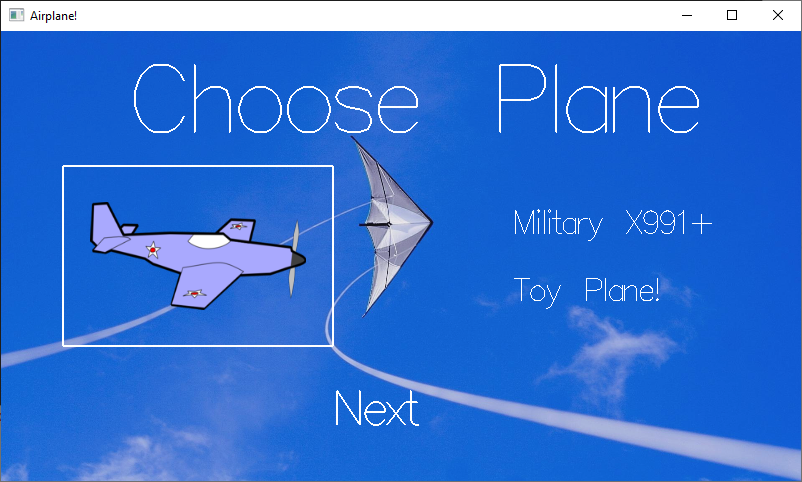 Airplane!
Choose Plane
Military X991+
Toy Plane!
Next